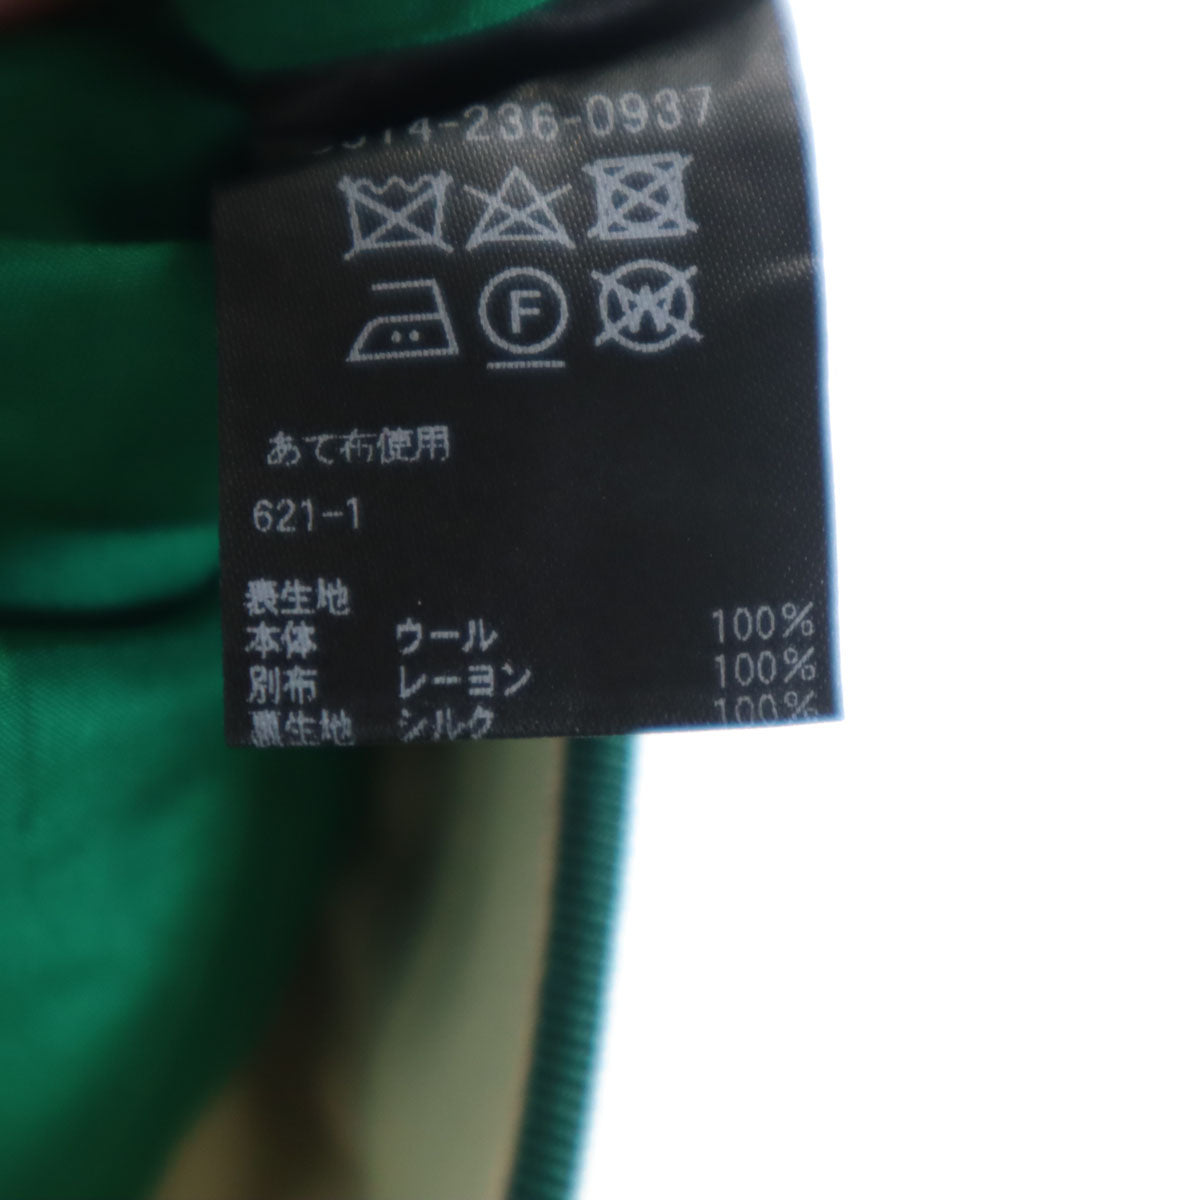 14-236-0937
F
W
あて布使用
621-1
表生地
本体 ウール 100%
別布 レーヨン 100%
裏生地 シルク 100%